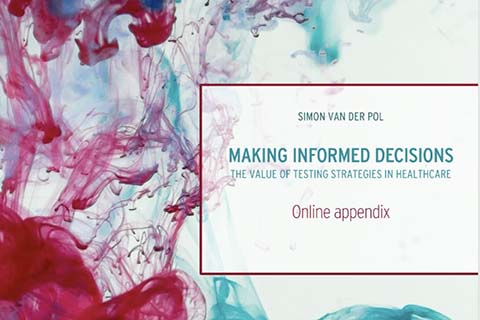 SIMON VAN DER POL
MAKING INFORMED DECISIONS
THE VALUE OF TESTING STRATEGIES IN HEALTHCARE
Online appendix